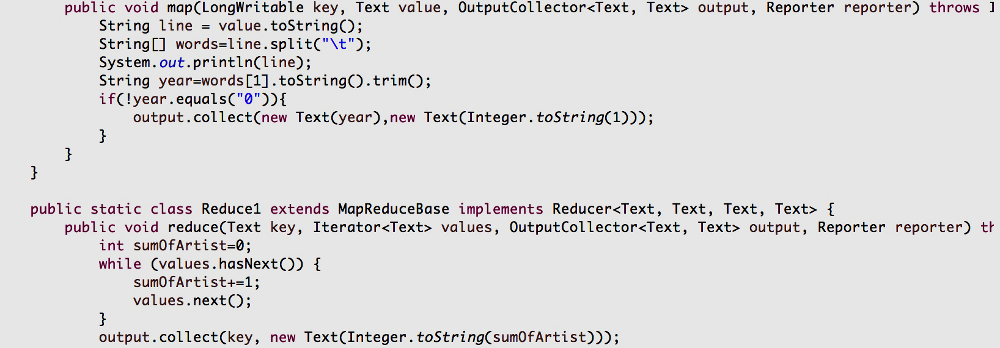 public void map(LongWritable key, Text value, OutputCollector<Text, Text> output, Reporter reporter) throws
String line = value.toString();
String[] words=line.split("\t");
System.out.println(line);
String year=words[1].toString().trim();
if(!year.equals("0")){
output.collect(new Text(year),new Text(Integer.toString(1)));
}
}
}
public static class Reduce1 extends MapReduceBase implements Reducer<Text, Text, Text, Text> {
public void reduce(Text key, Iterator<Text> values, OutputCollector<Text, Text> output, Reporter reporter) th
int sumOfArtist=0;
while (values.hasNext()) {
sumOfArtist+=1;
values.next();
}
output.collect(key, new Text(Integer.toString(sumOfArtist)));